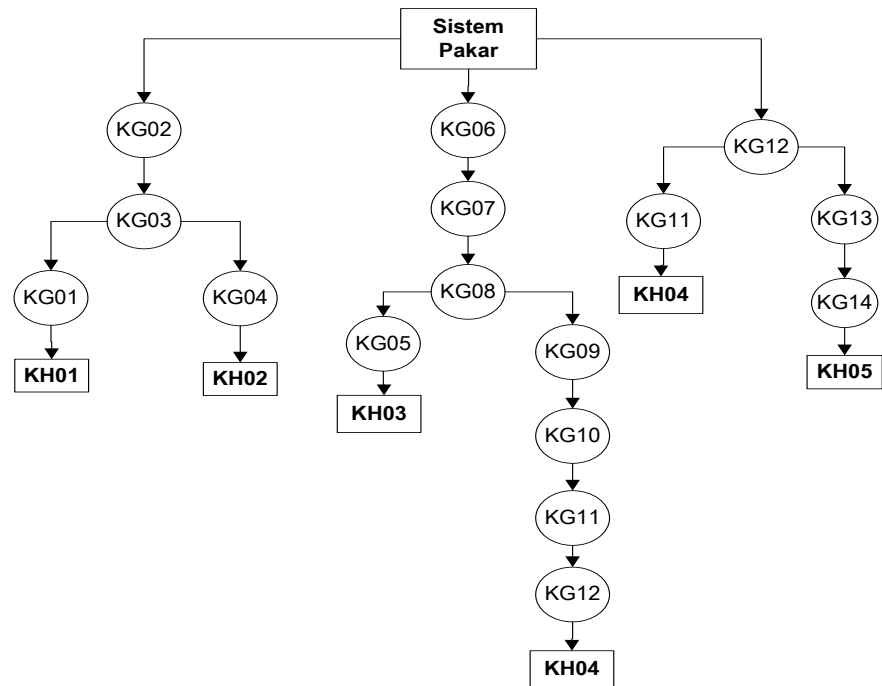 Sistem
Pakar
KG02
KG06
KG12
KG03
KG07
KG11
KG13
KG01
KG04
KG08
KH04
KG14
KG05
KG09
KH01
KH02
KH05
KH03
KG10
KG11
KG12
KH04